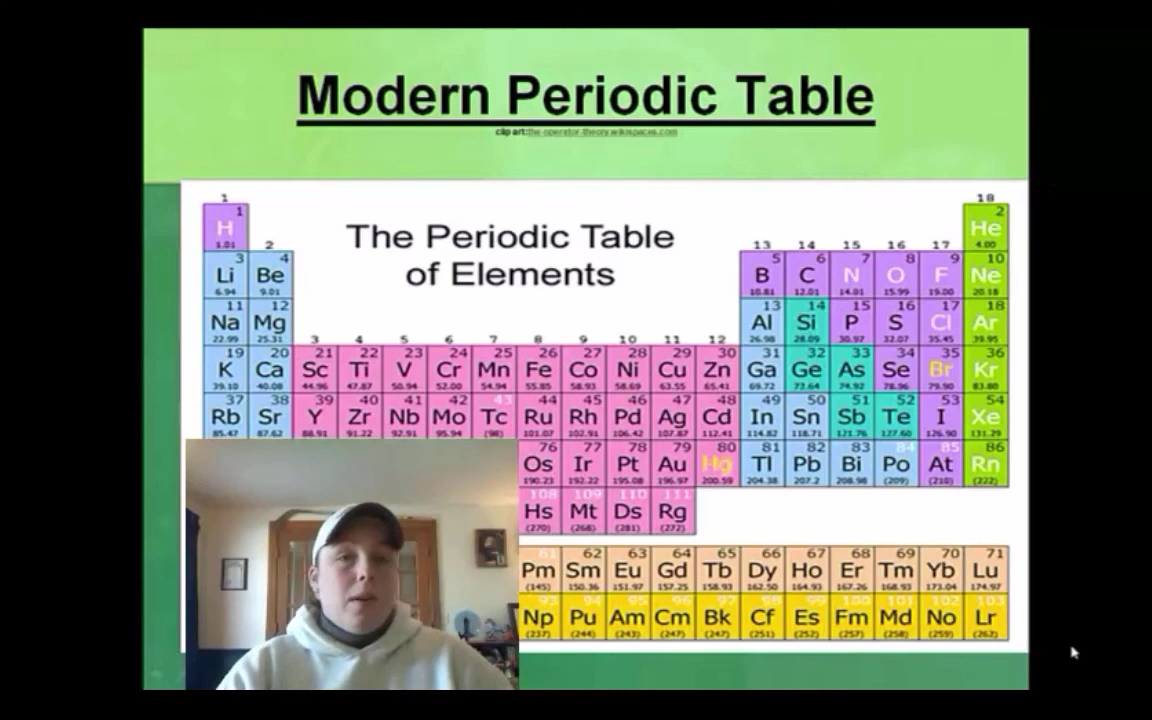 Modern Periodic Table
clip art:the-operator-theory.wikispaces.com
1 18
1 2
H He
1.01 2 13 14 15 16 17 4.00
3 4 5 6 7 8 9 10
Li Be The Periodic Table B C N O F Ne
6.94 9.01 of Elements 10.81 12.01 14.01 15.99 19.00 20.18
11 12 13 14 15 16 17 18
Na Mg Al Si P S Cl Ar
22.99 25.31 3 4 5 6 7 8 9 10 11 12 26.98 28.09 30.97 32.07 35.45 39.95
19 20 21 22 23 24 25 26 27 28 29 30 31 32 33 34 35 36
K Ca Sc Ti V Cr Mn Fe Co Ni Cu Zn Ga Ge As Se Br Kr
39.10 40.08 44.96 47.87 50.94 52.00 54.94 55.85 58.93 58.69 63.55 65.41 69.72 72.64 74.92 78.96 79.90 83.80
37 38 39 40 41 42 43 44 45 46 47 48 49 50 51 52 53 54
Rb Sr Y Zr Nb Mo Tc Ru Rh Pd Ag Cd In Sn Sb Te I Xe
85.47 87.62 88.91 91.22 92.91 95.94 (98) 101.07 102.91 106.42 107.87 112.41 114.82 118.71 121.76 127.60 126.90 131.29
76 77 78 79 80 81 82 83 84 85 86
Os Ir Pt Au Hg Tl Pb Bi Po At Rn
190.23 192.22 195.08 196.97 200.59 204.38 207.2 208.98 (209) (210) (222)
108 109 110 111
Hs Mt Ds Rg
(270) (268) (281) (272)
61 62 63 64 65 66 67 68 69 70 71
Pm Sm Eu Gd Tb Dy Ho Er Tm Yb Lu
(145) 150.36 151.97 157.25 158.93 162.50 164.93 167.26 168.93 173.04 174.97
93 94 95 96 97 98 99 100 101 102 103
Np Pu Am Cm Bk Cf Es Fm Md No Lr
(237) (244) (243) (247) (247) (251) (252) (257) (258) (259) (262)